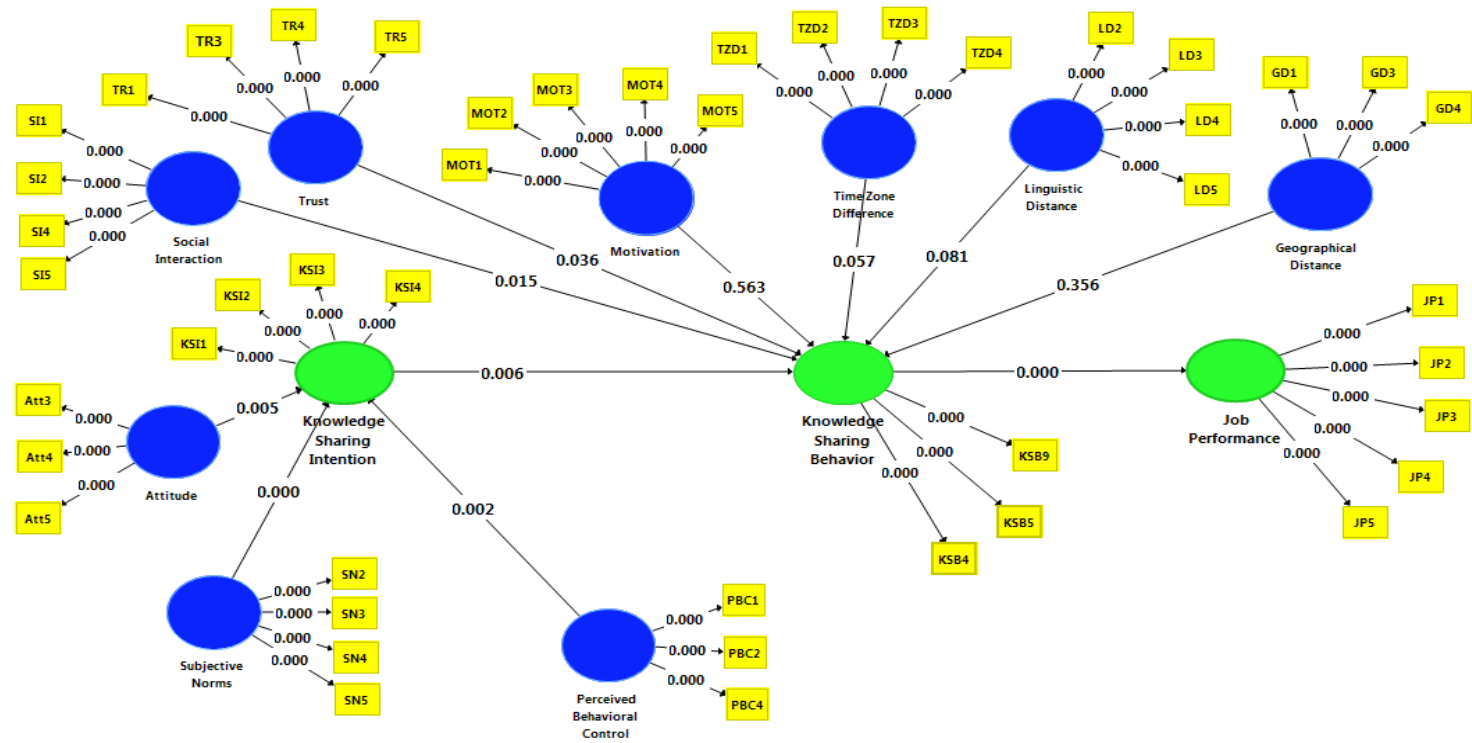 TR4
TR3
TR5
0.000
0.000
0.000
TR1
0.000
Trust
SI1
SI2
SI4
SI5
0.000
0.000
0.000
0.000
Social
Interaction
MOT4
MOT3
MOT5
MOT2
MOT1
0.000
0.000
0.000
0.000
0.000
Motivation
TZD3
TZD2
TZD1
TZD4
0.000
0.000
0.000
0.000
Time Zone
Difference
LD2
LD3
LD4
LD5
0.000
0.000
0.000
0.000
Linguistic
Distance
GD1
GD3
GD4
0.000
0.000
0.000
Geographical
Distance
0.015
0.036
0.563
0.057
0.081
0.356
KSI3
KSI4
KSI2
KSI1
0.000
0.000
0.000
0.000
Knowledge
Sharing
Intention
0.006
Knowledge
Sharing
Behavior
0.000
Job
Performance
JP1
JP2
JP3
JP4
JP5
0.000
0.000
0.000
0.000
0.000
KSB9
KSB5
KSB4
0.000
0.000
0.000
Att3
Att4
Att5
0.000
0.000
0.000
Attitude
0.005
0.000
0.002
SN2
SN3
SN4
SN5
0.000
0.000
0.000
0.000
Subjective
Norms
PBC1
PBC2
PBC4
0.000
0.000
0.000
Perceived
Behavioral
Control